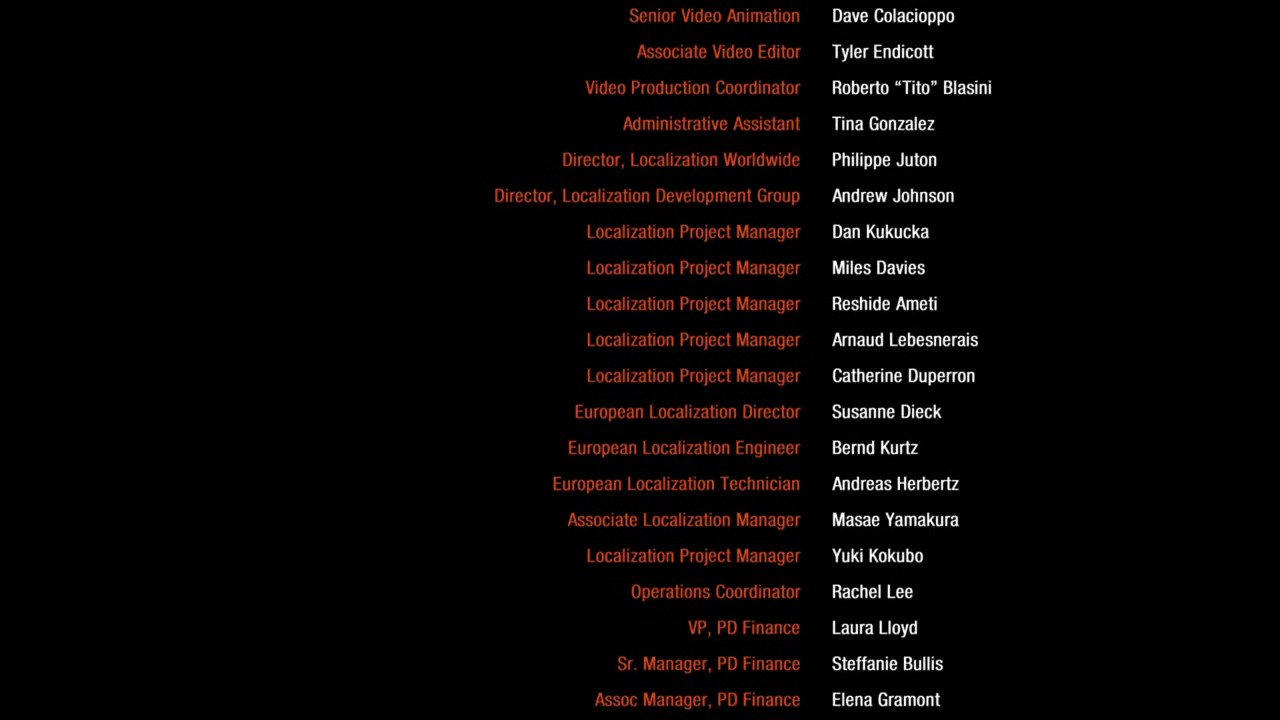 Senior Video Animation Dave Colacioppo
Associate Video Editor Tyler Endicott
Video Production Coordinator Roberto “Tito” Blasini
Administrative Assistant Tina Gonzalez
Director, Localization Worldwide Philippe Juton
Director, Localization Development Group Andrew Johnson
Localization Project Manager Dan Kukucka
Localization Project Manager Miles Davies
Localization Project Manager Reshide Ameti
Localization Project Manager Arnaud Lebesnerais
Localization Project Manager Catherine Duperron
European Localization Director Susanne Dieck
European Localization Engineer Bernd Kurtz
European Localization Technician Andreas Herbertz
Associate Localization Manager Masae Yamakura
Localization Project Manager Yuki Kokubo
Operations Coordinator Rachel Lee
VP, PD Finance Laura Lloyd
Sr. Manager, PD Finance Steffanie Bullis
Assoc Manager, PD Finance Elena Gramont